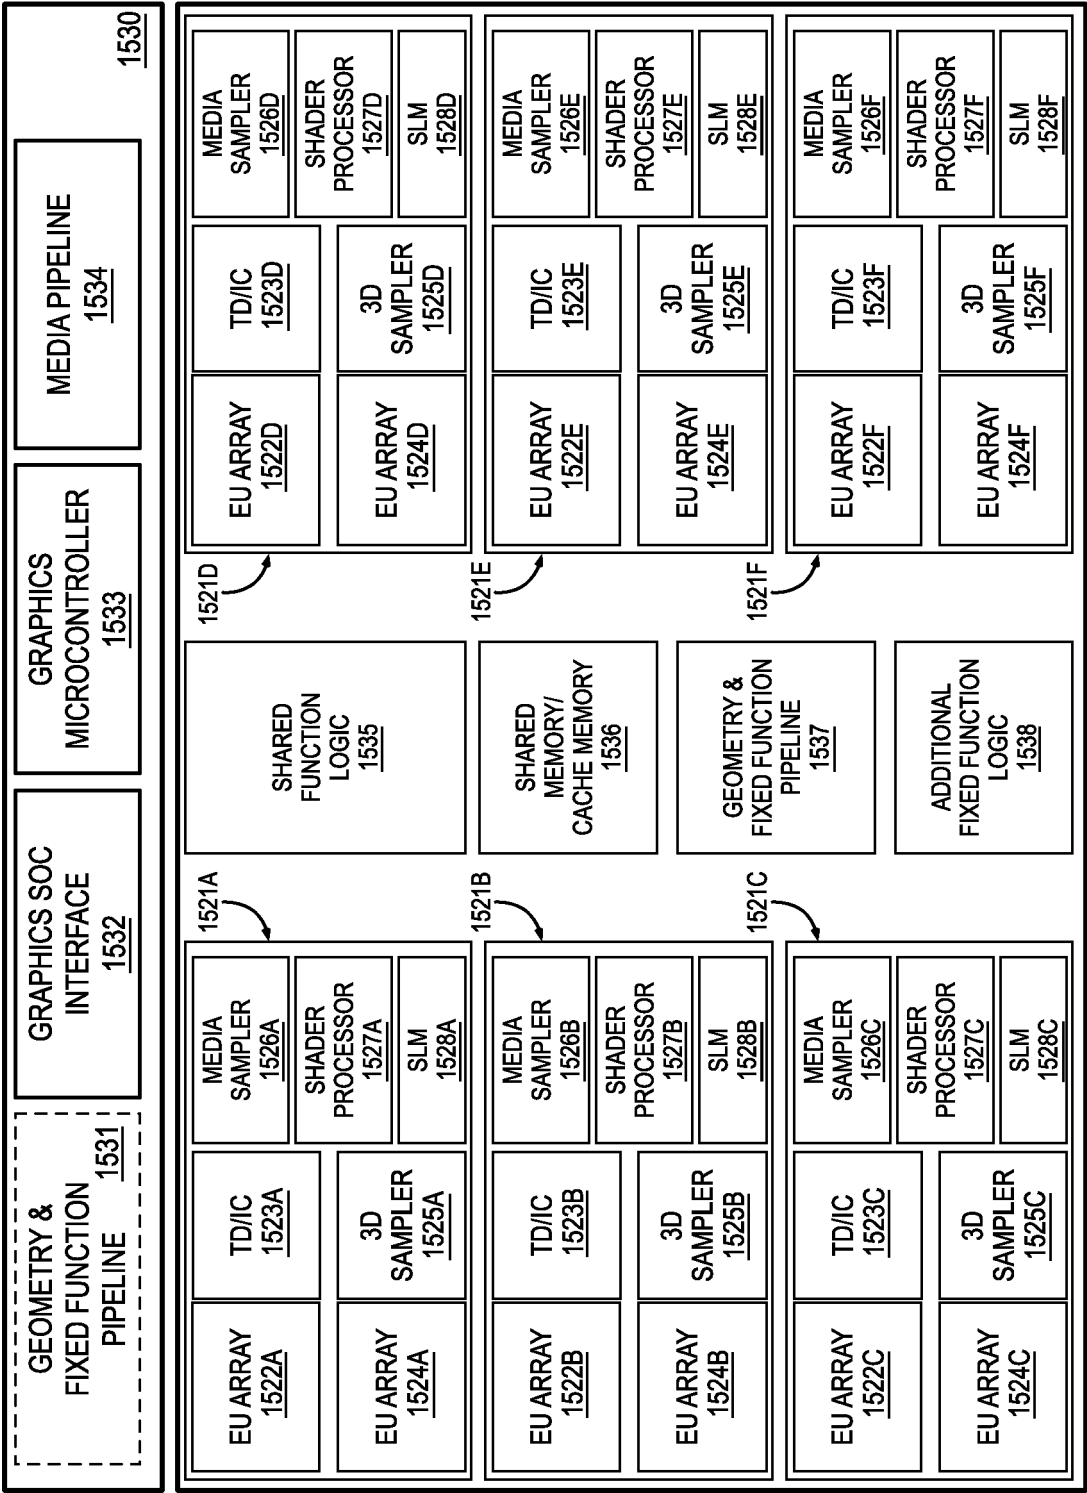 1530
GEOMETRY &
FIXED FUNCTION
PIPELINE
1531
GRAPHICS SOC
INTERFACE
1532
GRAPHICS
MICROCONTROLLER
1533
MEDIA PIPELINE
1534
1521A
EU ARRAY
1522A
TD/IC
1523A
MEDIA
SAMPLER
1526A
SHADER
PROCESSOR
1527A
EU ARRAY
1524A
3D
SAMPLER
1525A
SLM
1528A
SHARED
FUNCTION
LOGIC
1535
1521D
EU ARRAY
1522D
TD/IC
1523D
MEDIA
SAMPLER
1526D
SHADER
PROCESSOR
1527D
EU ARRAY
1524D
3D
SAMPLER
1525D
SLM
1528D
1521B
EU ARRAY
1522B
TD/IC
1523B
MEDIA
SAMPLER
1526B
SHADER
PROCESSOR
1527B
EU ARRAY
1524B
3D
SAMPLER
1525B
SLM
1528B
SHARED
MEMORY/
CACHE MEMORY
1536
1521E
EU ARRAY
1522E
TD/IC
1523E
MEDIA
SAMPLER
1526E
SHADER
PROCESSOR
1527E
EU ARRAY
1524E
3D
SAMPLER
1525E
SLM
1528E
GEOMETRY &
FIXED FUNCTION
PIPELINE
1537
1521C
EU ARRAY
1522C
TD/IC
1523C
MEDIA
SAMPLER
1526C
SHADER
PROCESSOR
1527C
EU ARRAY
1524C
3D
SAMPLER
1525C
SLM
1528C
ADDITIONAL
FIXED FUNCTION
LOGIC
1538
1521F
EU ARRAY
1522F
TD/IC
1523F
MEDIA
SAMPLER
1526F
SHADER
PROCESSOR
1527F
EU ARRAY
1524F
3D
SAMPLER
1525F
SLM
1528F